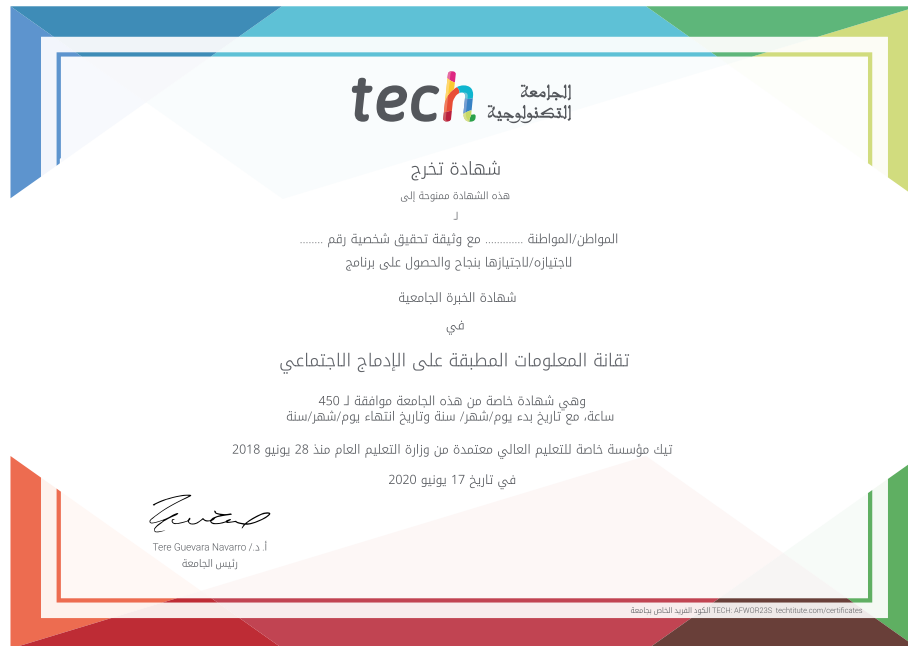 tech الجامعة
التكنولوجية
شهادة تخرج
هذه الشهادة ممنوحة إلى
لـ
المواطن/المواطنة ............ مع وثيقة تحقيق شخصية رقم ........
لاجتيازه/لاجتيازها بنجاح والحصول على برنامج
شهادة الخبرة الجامعية
في
تقانة المعلومات المطبقة على الإدماج الاجتماعي
وهي شهادة خاصة من هذه الجامعة موافقة لـ 450
ساعة، مع تاريخ بدء يوم/شهر/ سنة وتاريخ انتهاء يوم/شهر/سنة
تيك مؤسسة خاصة للتعليم العالي معتمدة من وزارة التعليم العام منذ 28 يونيو 2018
في تاريخ 17 يونيو 2020
أ. د./ Tere Guevara Navarro
رئيس الجامعة
الكود الفريد الخاص بجامعة TECH: AFWOR23S techtitute.com/certificates